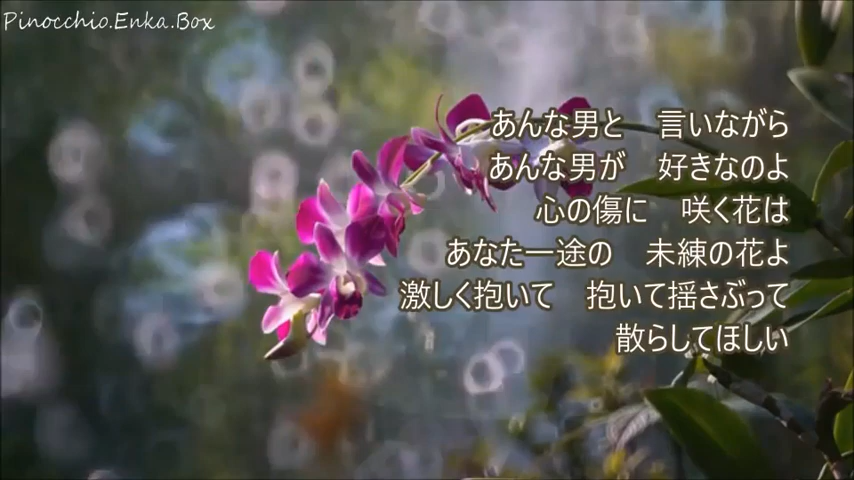 Pinocchio.Enka.Box
あんな男と　言いながら
あんな男が　好きなのよ
心の傷に　咲く花は
あなた一途の　未練の花よ
激しく抱いて　抱いて揺さぶって
散らしてほしい